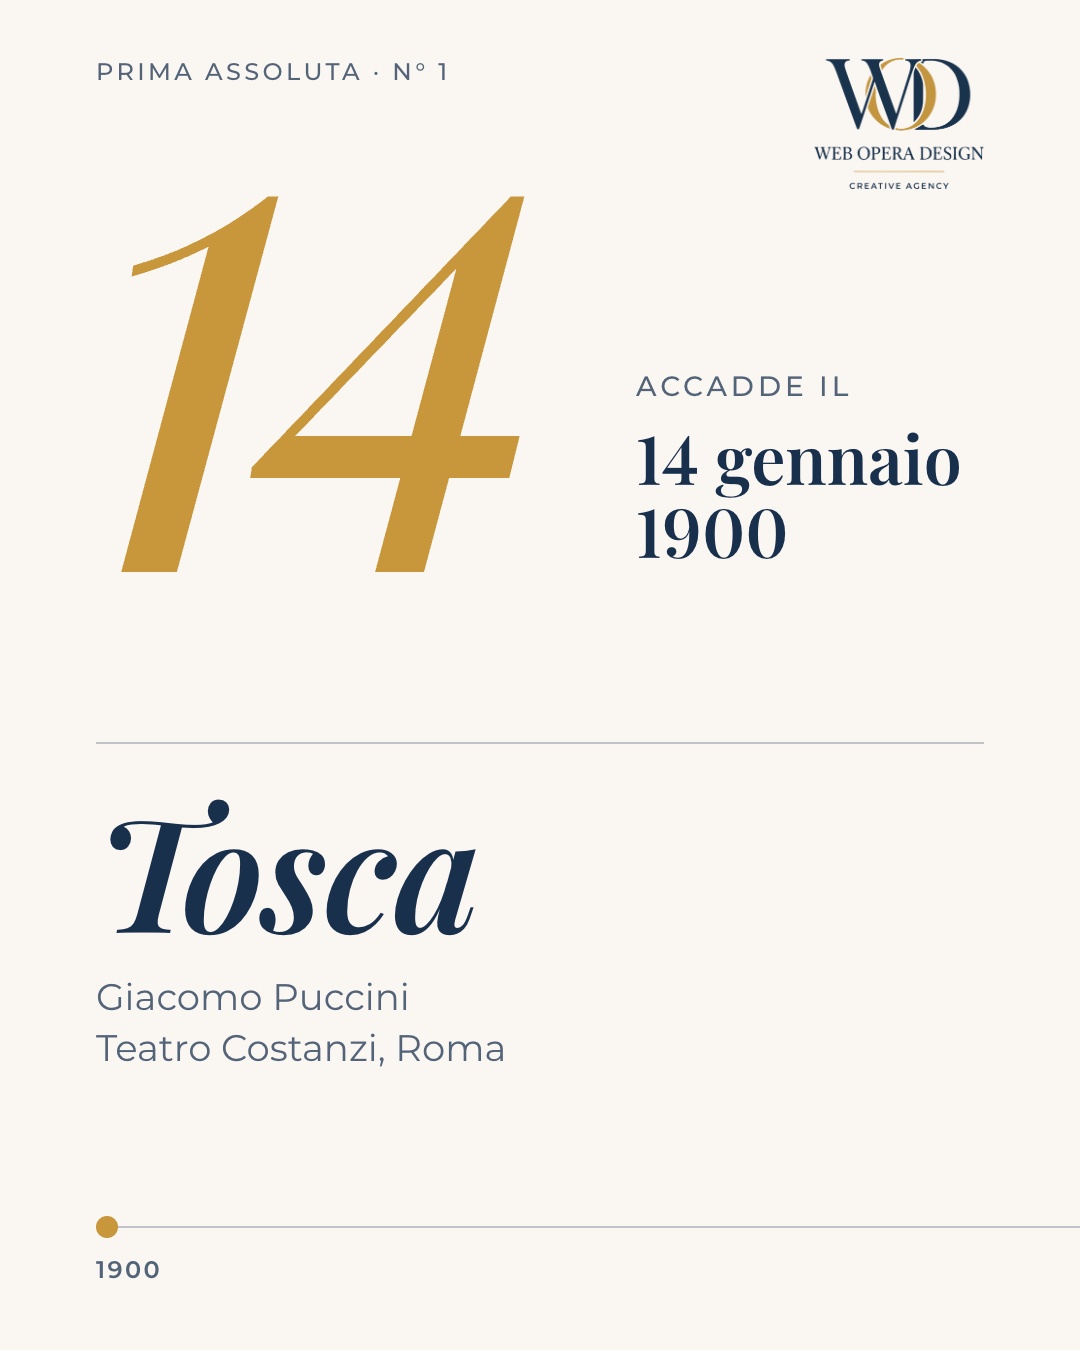 PRIMA ASSOLUTA · N° 1
WOD
WEB OPERA DESIGN
CREATIVE AGENCY
14
ACCADDE IL
14 gennaio
1900
Tosca
Giacomo Puccini
Teatro Costanzi, Roma
1900